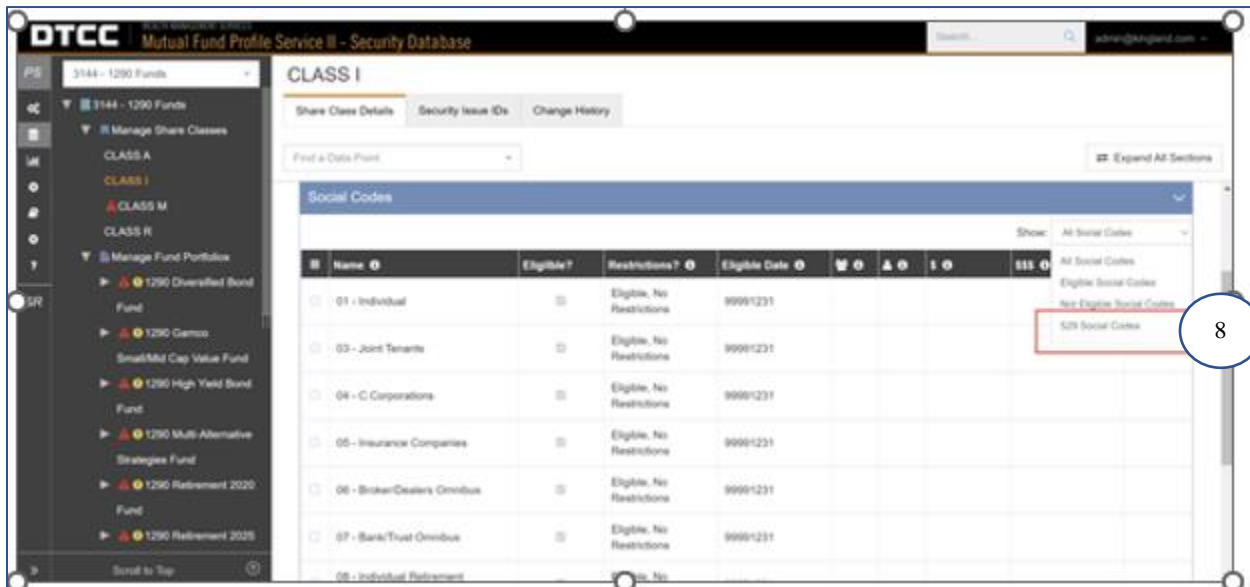 DTCC
WEALTH MANAGEMENT SERVICES
Mutual Fund Profile Service III - Security Database
Search...
admin@kingland.com
PS
3144 - 1290 Funds
3144 - 1290 Funds
Manage Share Classes
CLASS A
CLASS I
CLASS M
CLASS R
Manage Fund Portfolios
1290 Diversified Bond
Fund
1290 Gamco
Small/Mid Cap Value Fund
1290 High Yield Bond
Fund
1290 Multi-Alternative
Strategies Fund
1290 Retirement 2020
Fund
1290 Retirement 2025
Scroll to Top
SR
CLASS I
Share Class Details Security Issue IDs Change History
Find a Data Point
Expand All Sections
Social Codes
Show: All Social Codes
All Social Codes
Eligible Social Codes
Not Eligible Social Codes
529 Social Codes
8
Name Eligible? Restrictions? Eligible Date $ $$$
01 - Individual Eligible, No Restrictions 99991231
03 - Joint Tenants Eligible, No Restrictions 99991231
04 - C Corporations Eligible, No Restrictions 99991231
05 - Insurance Companies Eligible, No Restrictions 99991231
06 - Broker/Dealers Omnibus Eligible, No Restrictions 99991231
07 - Bank/Trust Omnibus Eligible, No Restrictions 99991231
08 - Individual Retirement